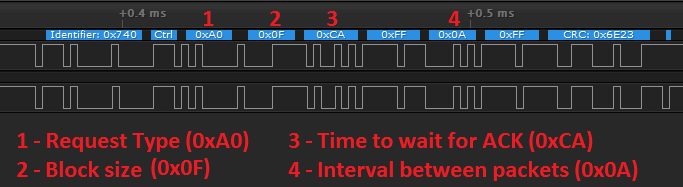 +0.4 ms +0.5 ms
1 2 3 4
Identifier: 0x740 Ctrl 0xA0 0x0F 0xCA 0xFF 0x0A 0xFF CRC: 0x6E23
1 - Request Type (0xA0) 3 - Time to wait for ACK (0xCA)
2 - Block size (0x0F) 4 - Interval between packets (0x0A)